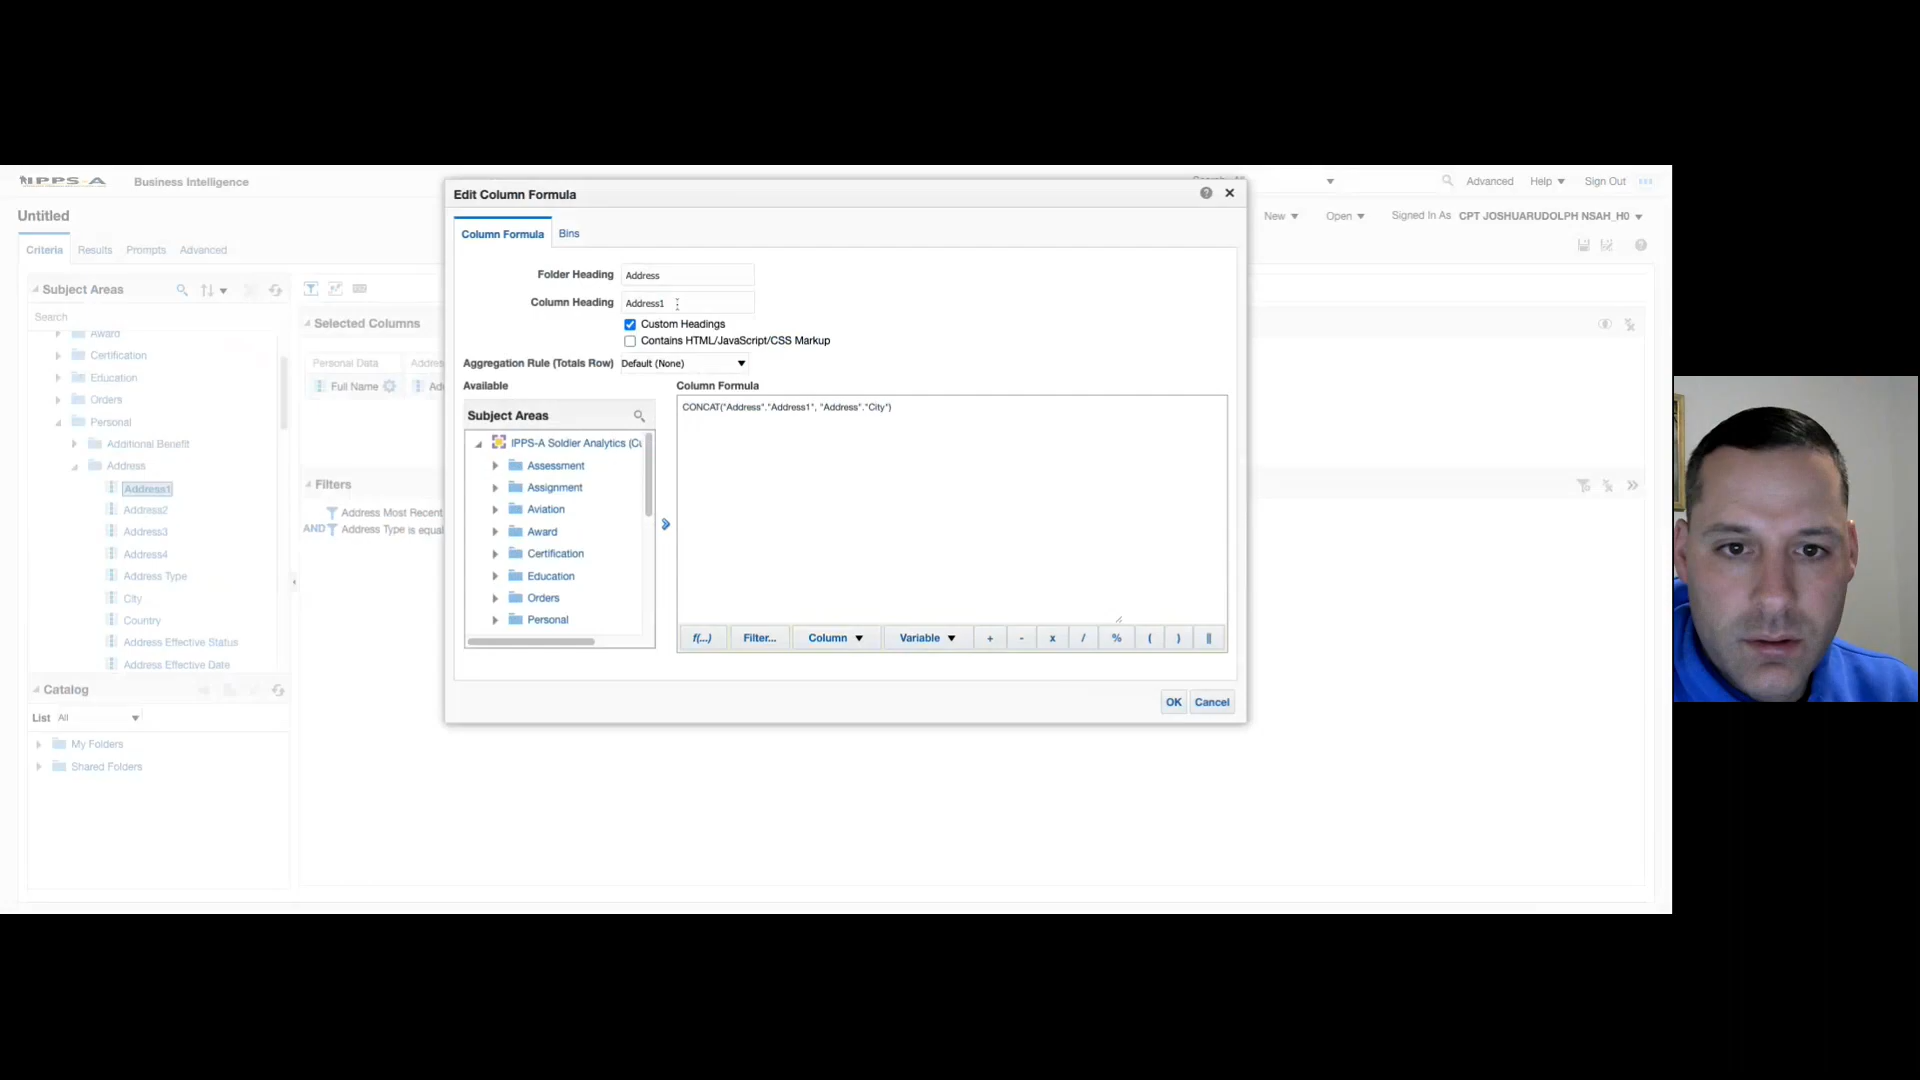 IPPS-A Business Intelligence
Advanced Help Sign Out
Untitled
New Open Signed In As CPT JOSHUARUDOLPH NSAH_H0
Criteria Results Prompts Advanced
Subject Areas
Search
Award
Certification
Education
Orders
Personal
Additional Benefit
Address
Address1
Address2
Address3
Address4
Address Type
City
Country
Address Effective Status
Address Effective Date
Catalog
List All
My Folders
Shared Folders
Selected Columns
Personal Data
Full Name
Filters
Address Most Recent
AND Address Type is equal
Edit Column Formula
Column Formula Bins
Folder Heading Address
Column Heading Address1
Custom Headings
Contains HTML/JavaScript/CSS Markup
Aggregation Rule (Totals Row) Default (None)
Available
Subject Areas
IPPS-A Soldier Analytics (Cu
Assessment
Assignment
Aviation
Award
Certification
Education
Orders
Personal
Column Formula
CONCAT("Address"."Address1", "Address"."City")
f(...) Filter... Column Variable + - x / % ( ) ||
OK Cancel